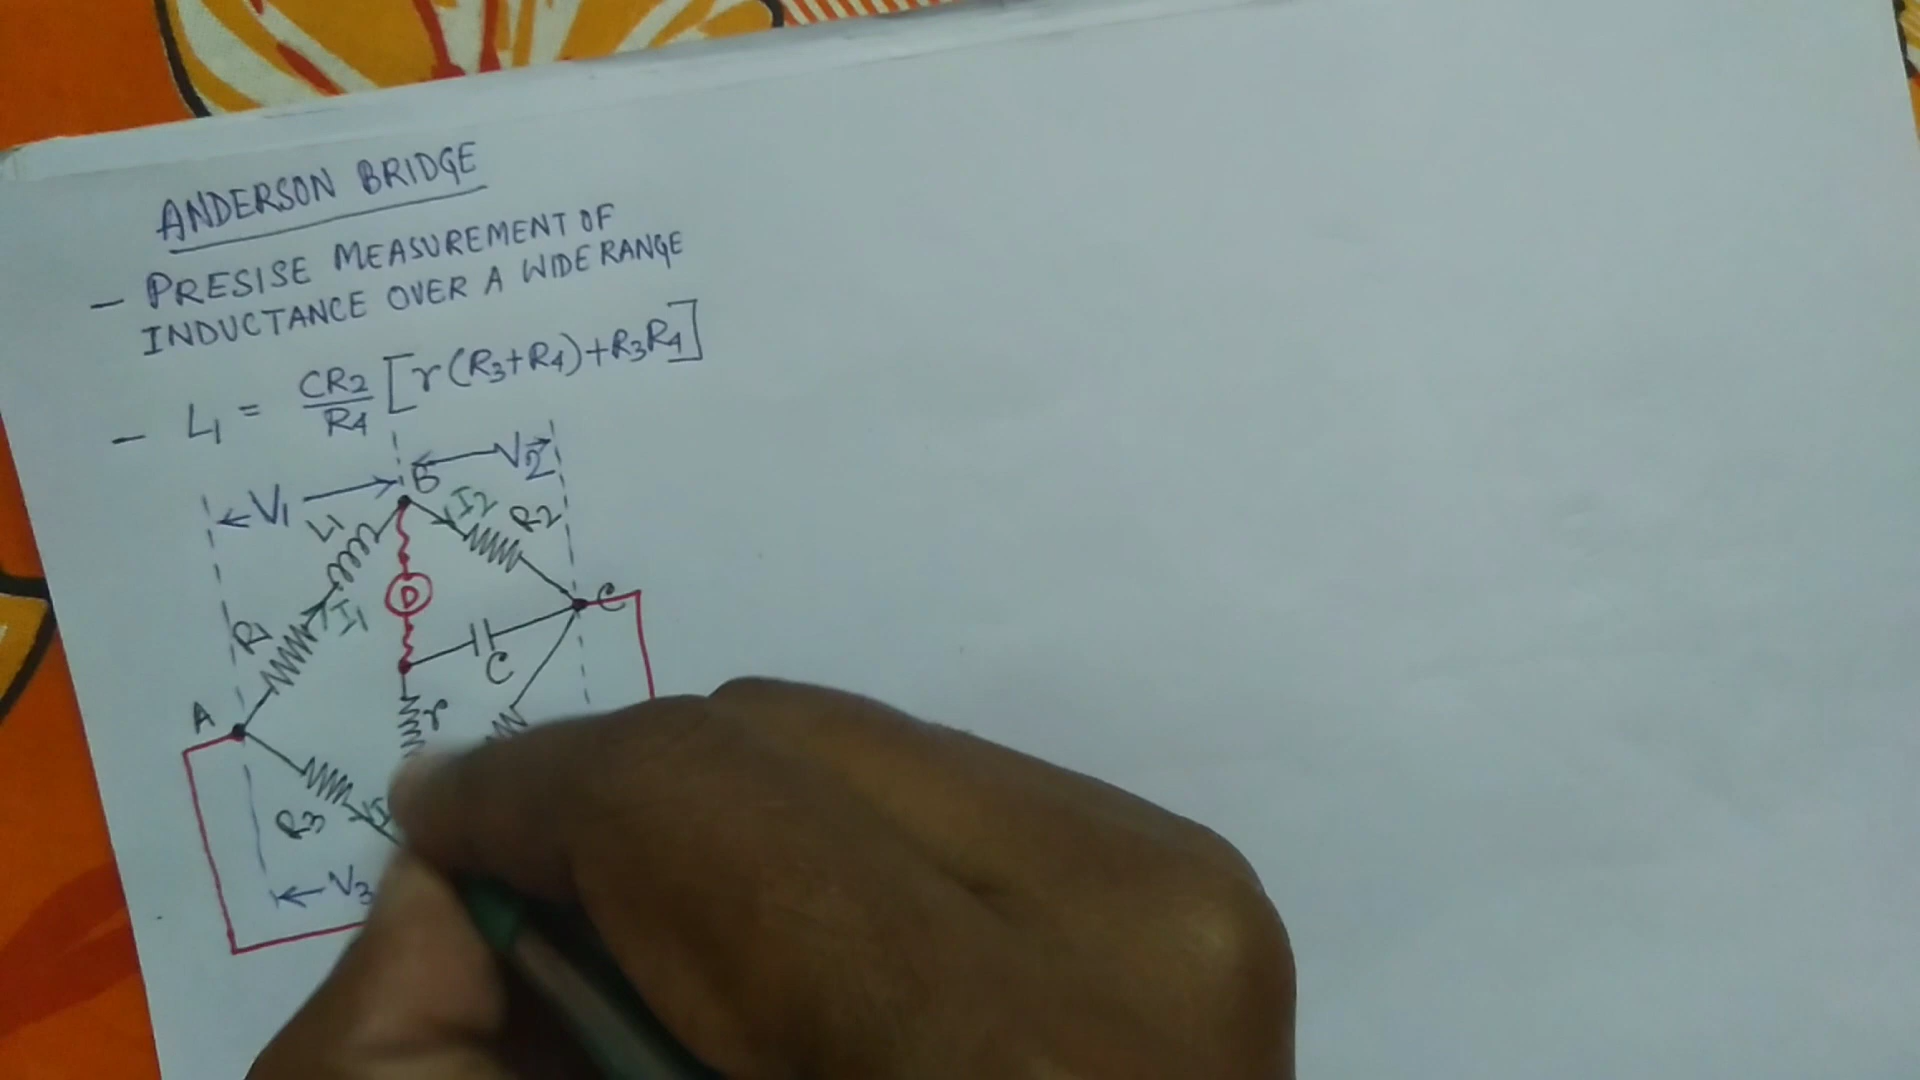 ANDERSON BRIDGE
- PRESISE MEASUREMENT OF
INDUCTANCE OVER A WIDE RANGE
- L1 = CR2/R4 [r(R3+R4)+R3R4]
V1
V2
B
L1
I2
R2
D
C
R1
I1
C
A
r
R3
V3